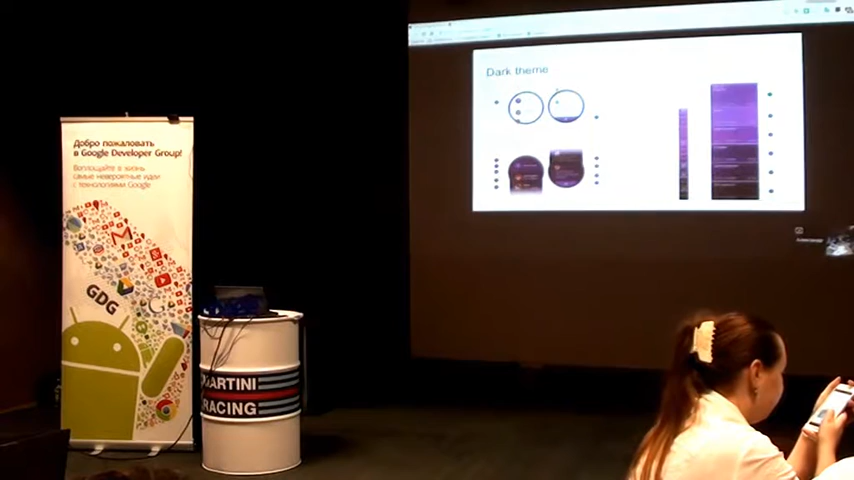 Dark theme
Добро пожаловать
в Google Developer Group!
Воплощайте в жизнь
самые невероятные идеи
с технологиями Google
GDG
MARTINI
RACING